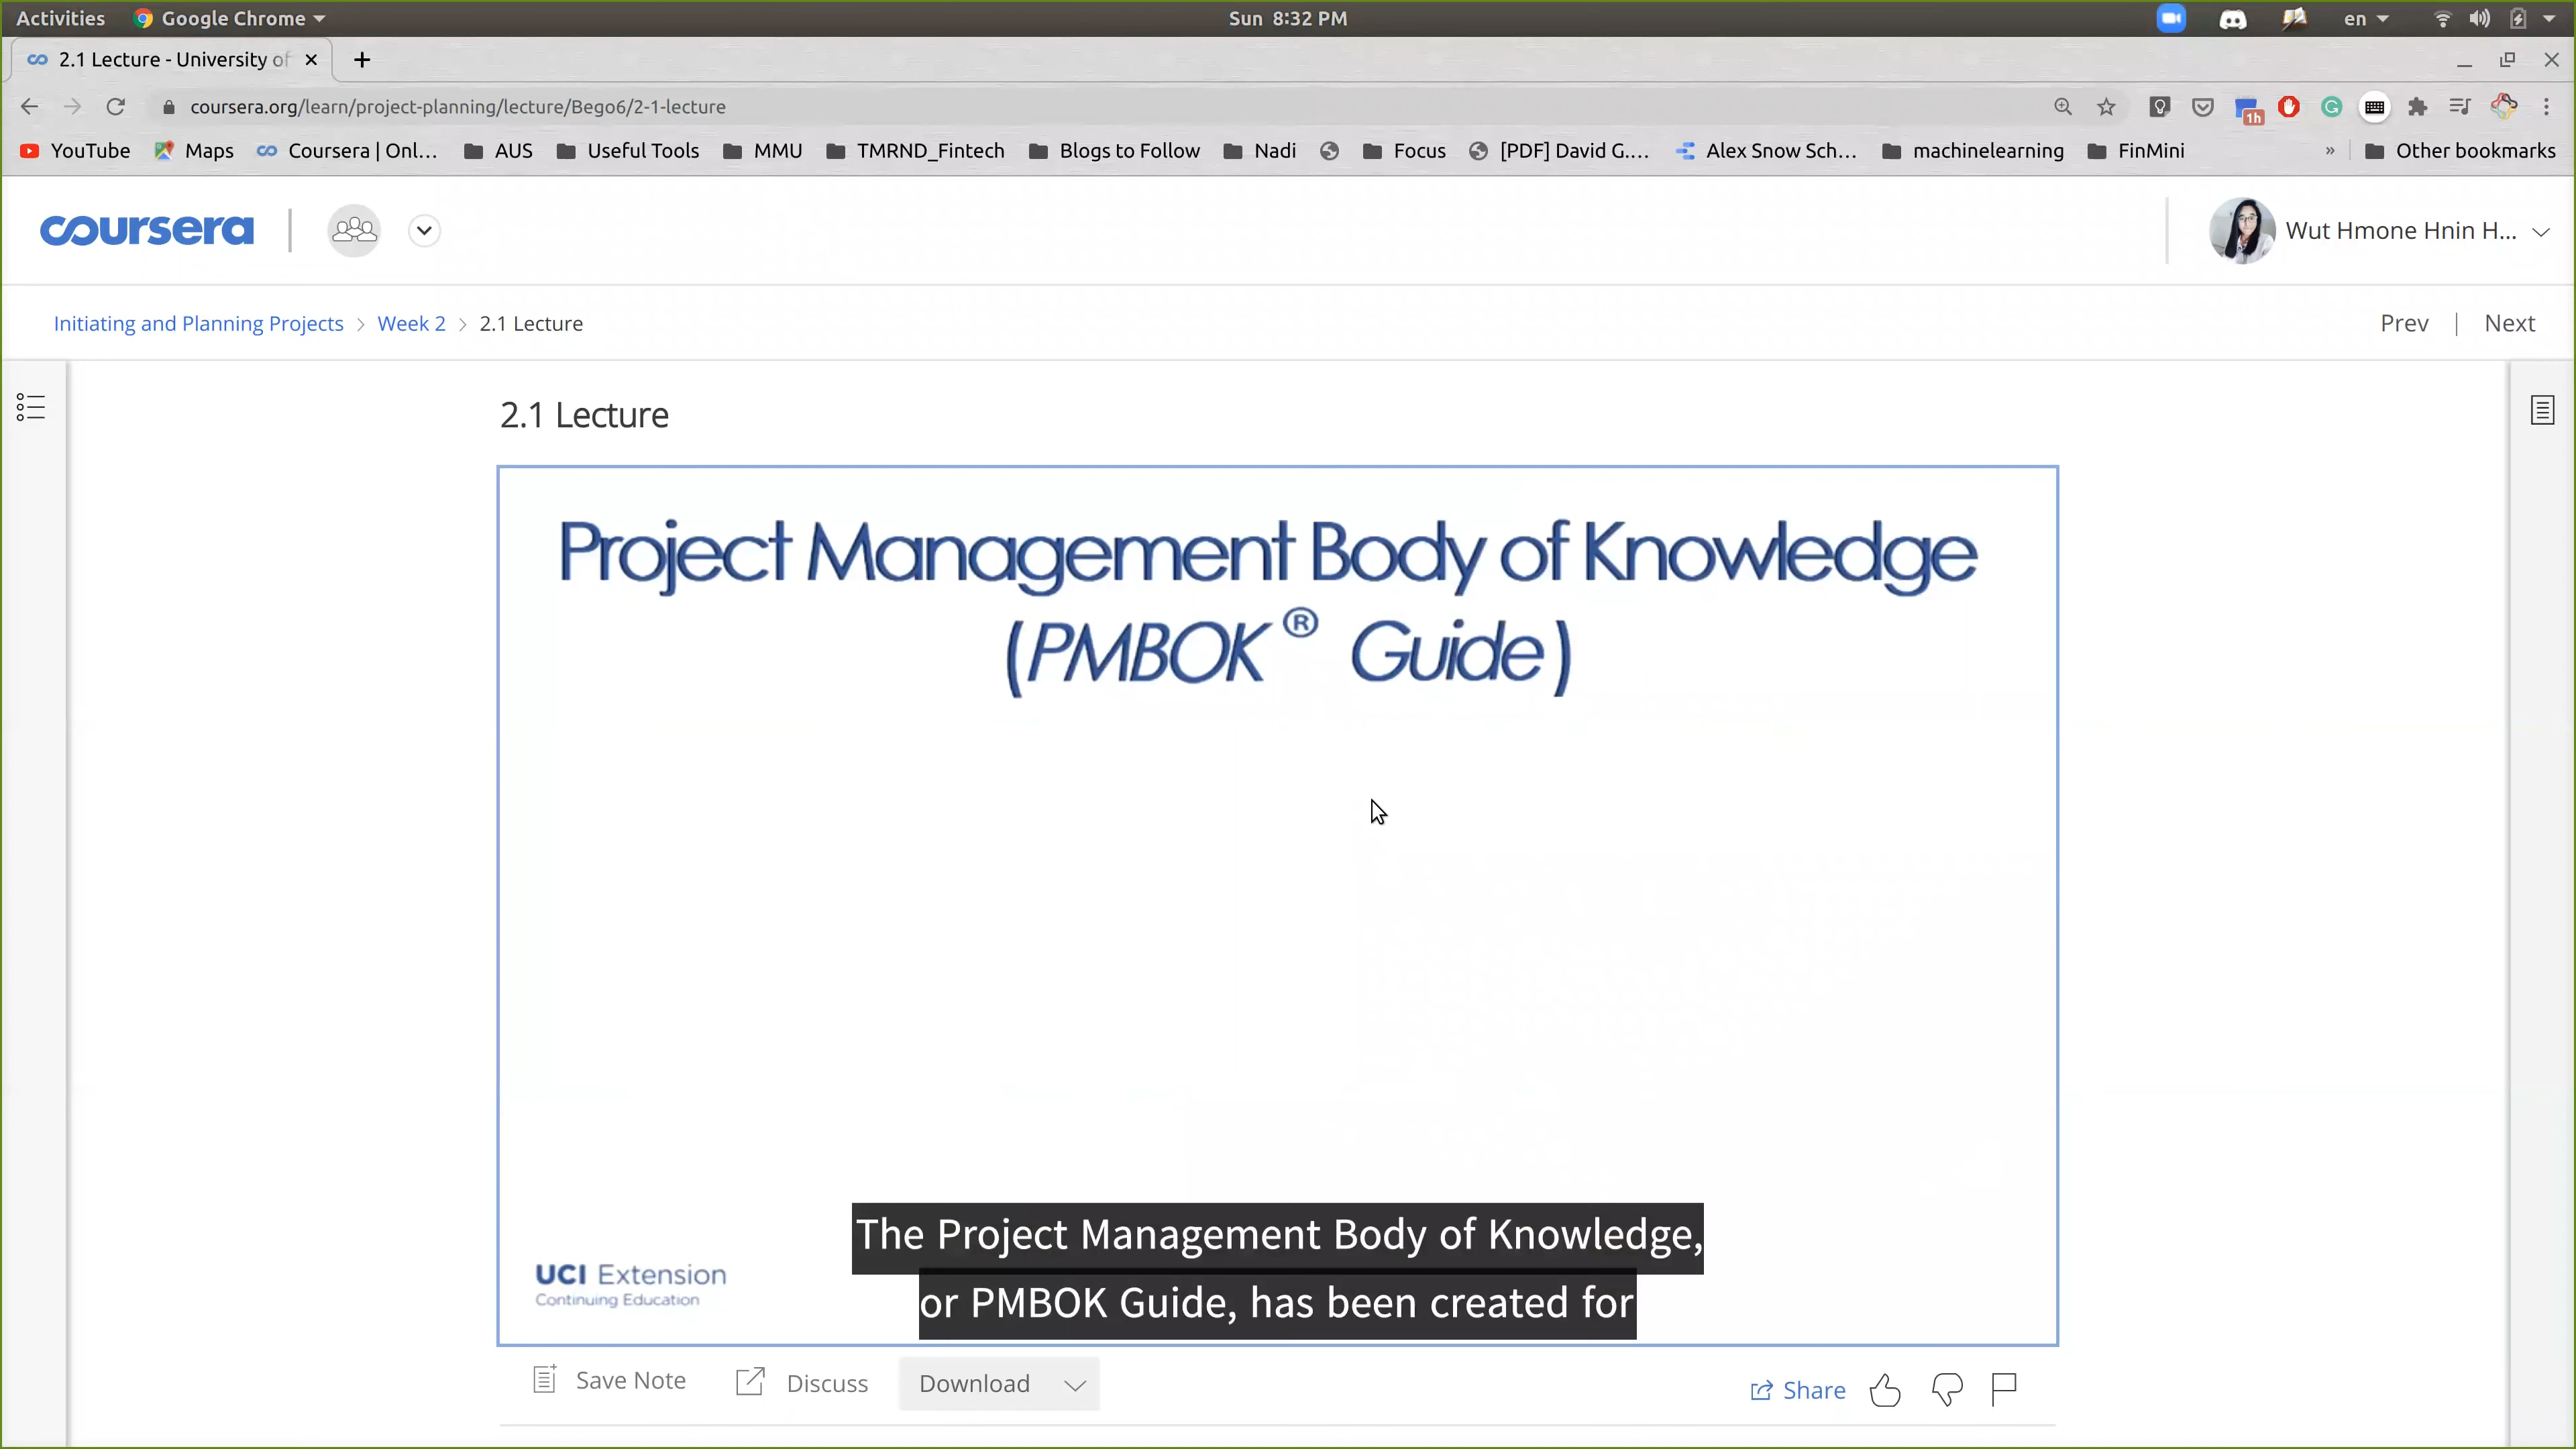 Activities Google Chrome Sun 8:32 PM en
2.1 Lecture - University of
coursera.org/learn/project-planning/lecture/Bego6/2-1-lecture 1h
YouTube Maps Coursera | Onl... AUS Useful Tools MMU TMRND_Fintech Blogs to Follow Nadi Focus [PDF] David G.... Alex Snow Sch... machinelearning FinMini » Other bookmarks
coursera Wut Hmone Hnin H...
Initiating and Planning Projects > Week 2 > 2.1 Lecture Prev | Next
2.1 Lecture
Project Management Body of Knowledge
(PMBOK® Guide)
The Project Management Body of Knowledge,
or PMBOK Guide, has been created for
UCI Extension
Continuing Education
Save Note Discuss Download Share